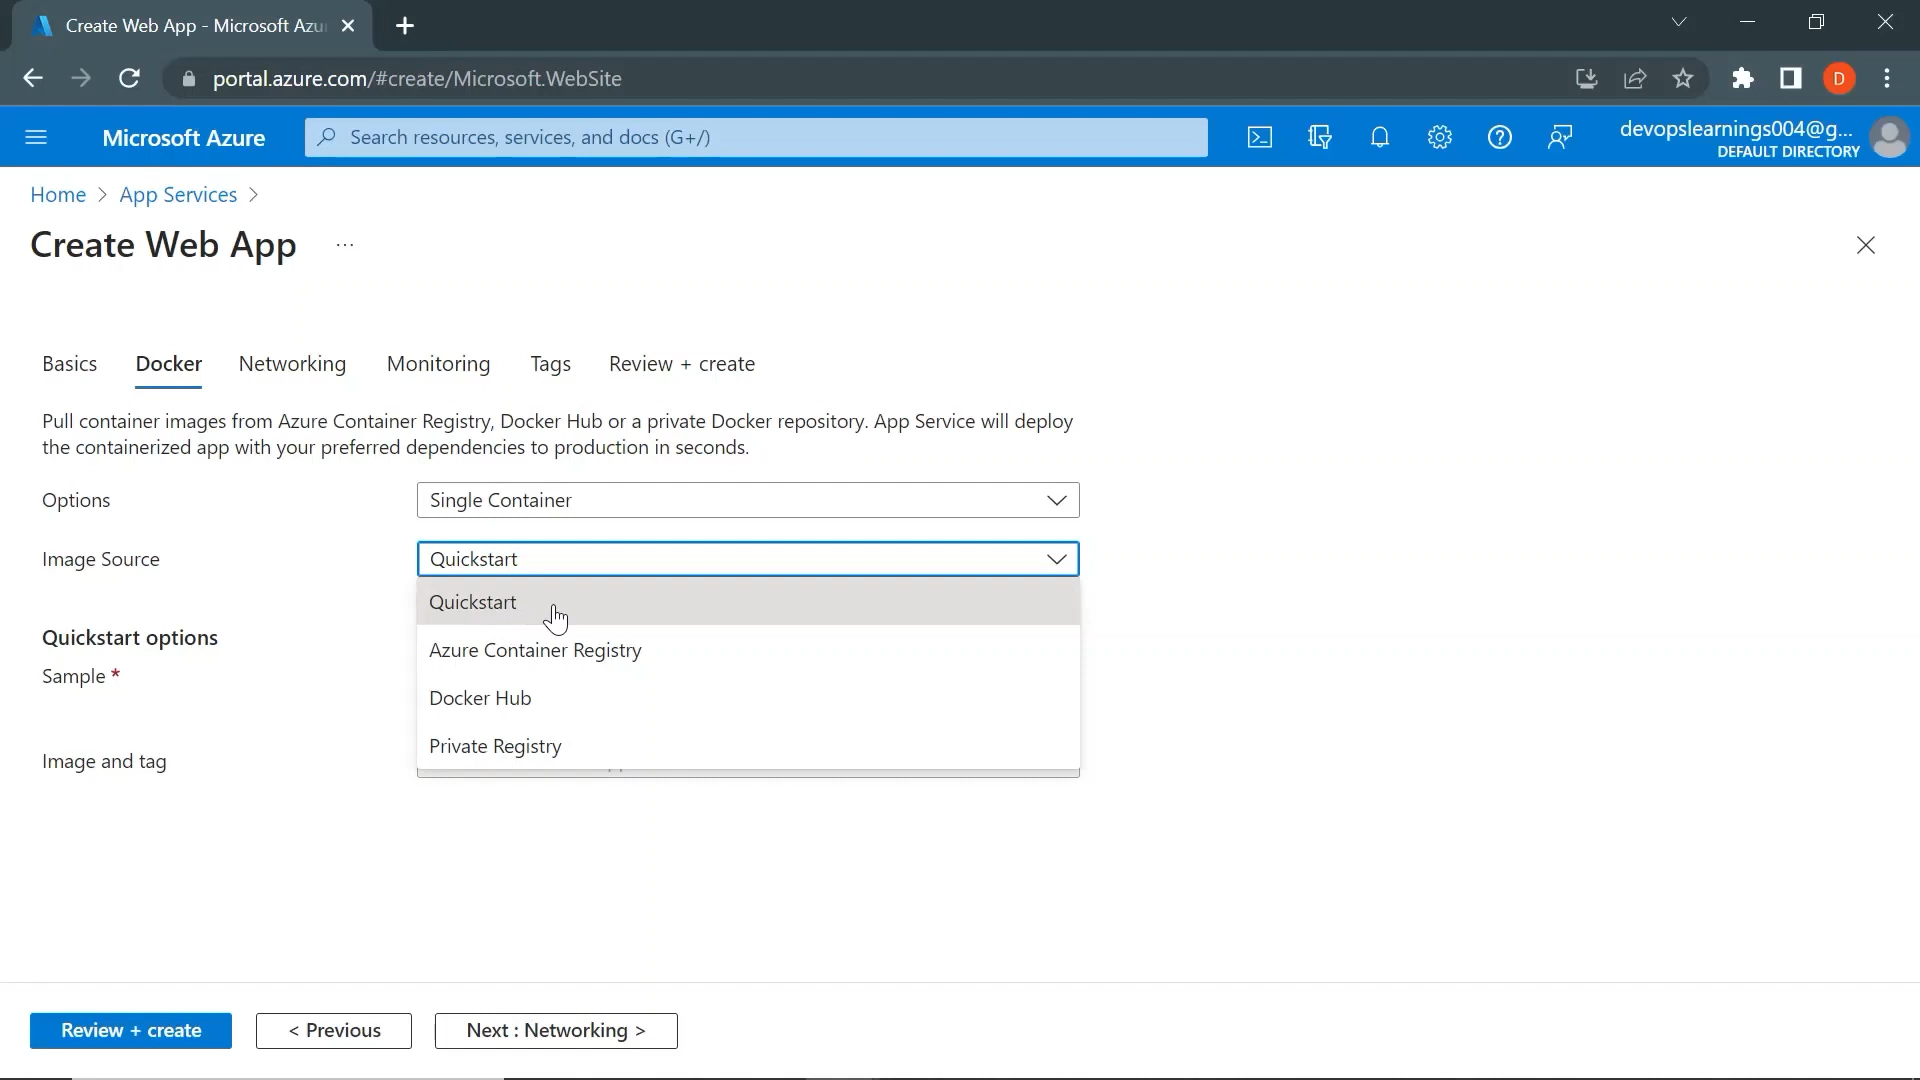 Create Web App - Microsoft Azu
portal.azure.com/#create/Microsoft.WebSite
D
Microsoft Azure
Search resources, services, and docs (G+/)
devopslearnings004@g...
DEFAULT DIRECTORY
Home > App Services >
Create Web App ...
Basics Docker Networking Monitoring Tags Review + create
Pull container images from Azure Container Registry, Docker Hub or a private Docker repository. App Service will deploy
the containerized app with your preferred dependencies to production in seconds.
Options Single Container
Image Source Quickstart
Quickstart
Quickstart options
Azure Container Registry
Sample *
Docker Hub
Private Registry
Image and tag
Review + create < Previous Next : Networking >